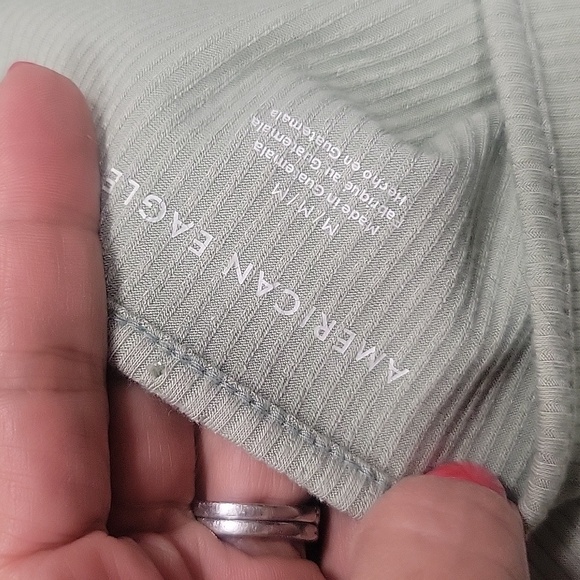 AMERICAN EAGLE
M/M/M
Made in Guatemala
Fabriqué au Guatemala
Hecho en Guatemala